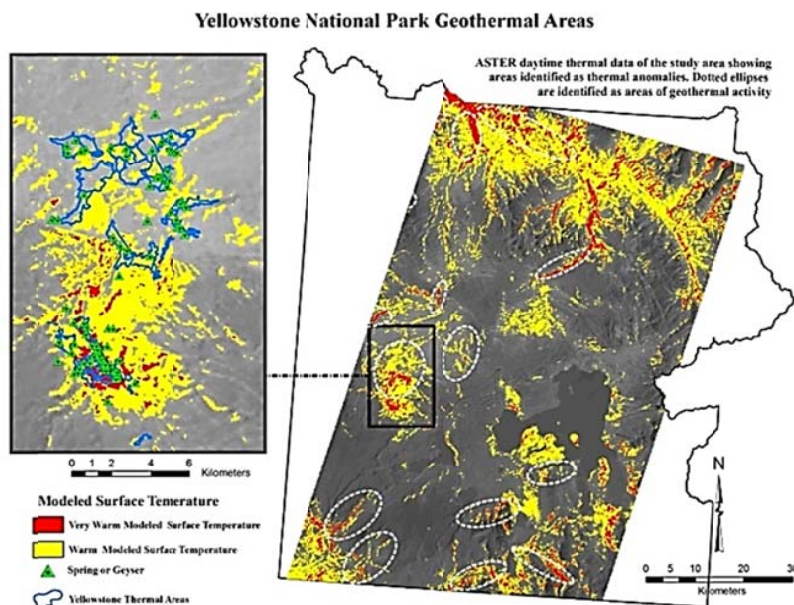 Yellowstone National Park Geothermal Areas
ASTER daytime thermal data of the study area showing
areas identified as thermal anomalies. Dotted ellipses
are identified as areas of geothermal activity
0 1 2 4 6
Kilometers
Modeled Surface Temerature
Very Warm Modeled Surface Temperature
Warm Modeled Surface Temperature
Spring or Geyser
Yellowstone Thermal Areas
N
0 5 10 20 30
Kilometers